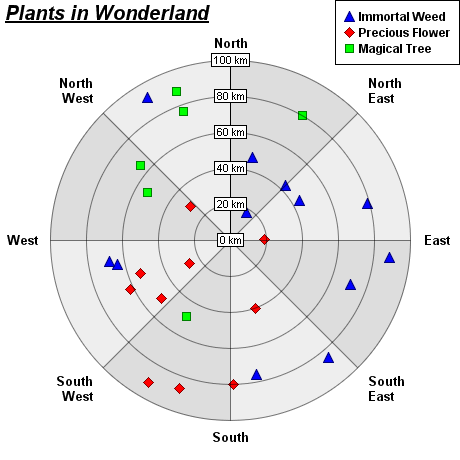 Plants in Wonderland
Immortal Weed
Precious Flower
Magical Tree
North
100 km
North
West
North
East
80 km
60 km
40 km
20 km
West
0 km
East
South
West
South
East
South